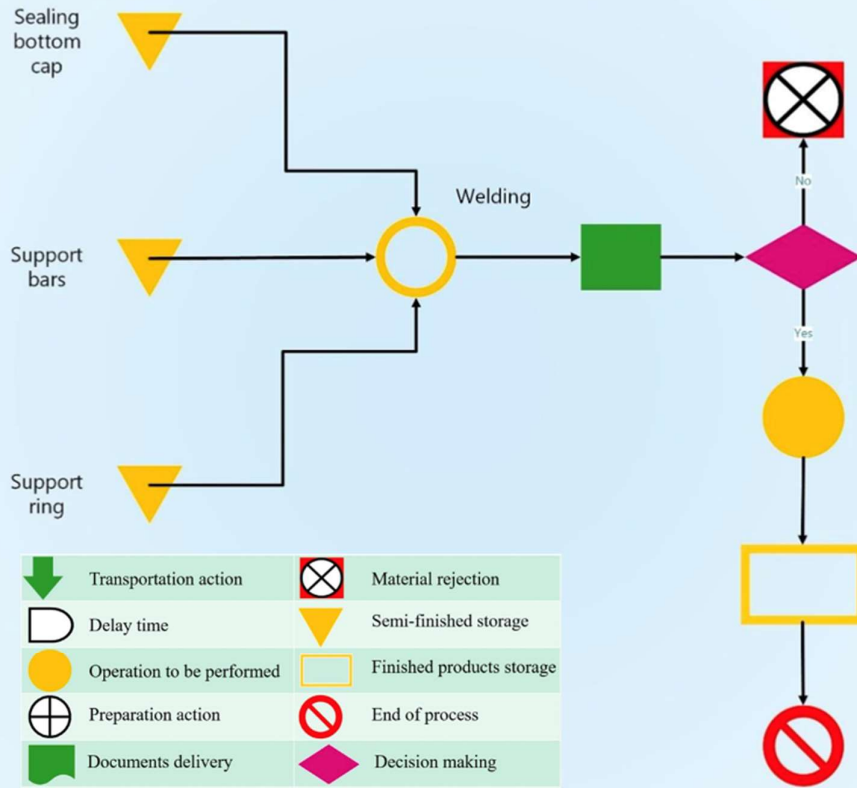 Sealing
bottom
cap
Welding
No
Support
bars
Yes
Support
ring
Transportation action
Material rejection
Delay time
Semi-finished storage
Operation to be performed
Finished products storage
Preparation action
End of process
Documents delivery
Decision making